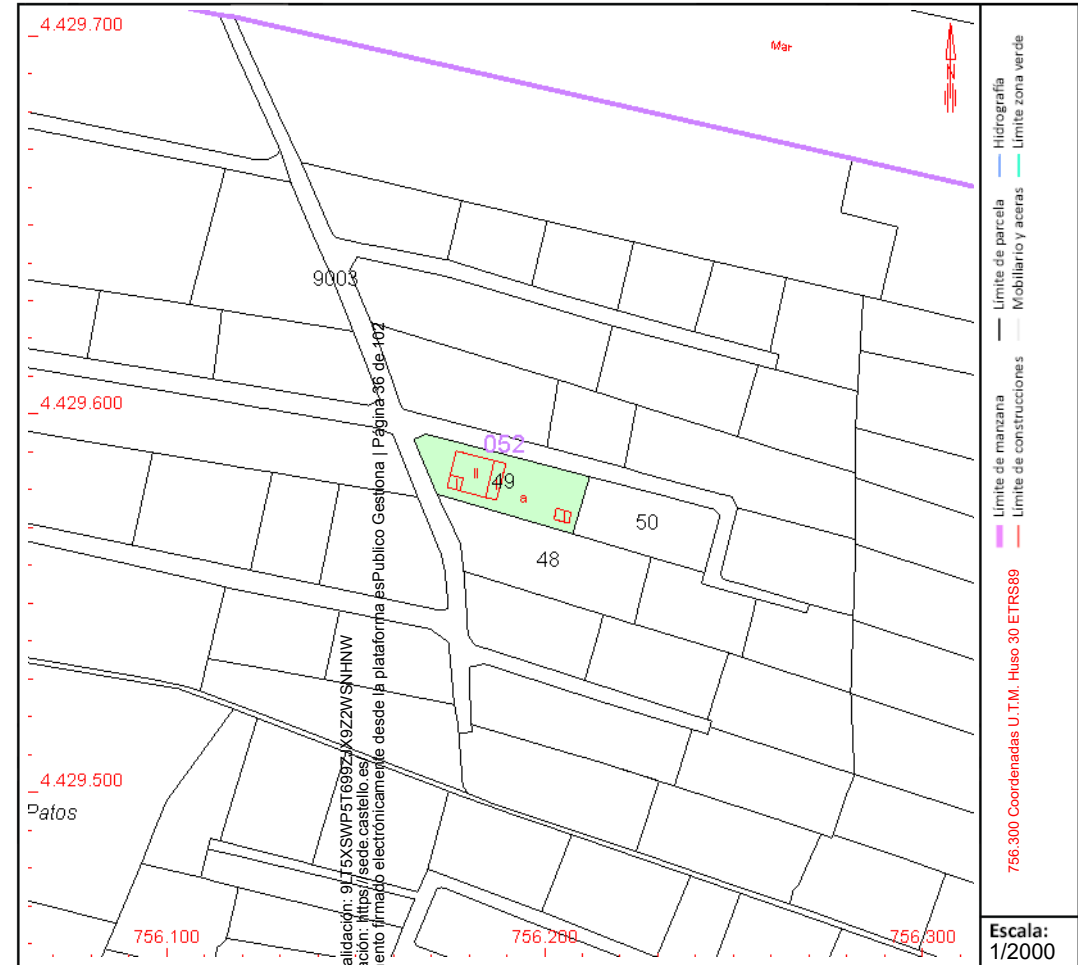 4.429.700
Mar
N
9003
4.429.600
052
II
49
a
I
50
48
4.429.500
Patos
756.100
756.200
756.300
alidación: 9LT5XSWP5T699ZJX9Z2WSNHNW
ación: https://sede.castello.es/
ento firmado electrónicamente desde la plataforma esPublico Gestiona | Página 36 de 102
756.300 Coordenadas U.T.M. Huso 30 ETRS89
Límite de manzana
Límite de construcciones
Límite de parcela
Mobiliario y aceras
Hidrografía
Límite zona verde
Escala:
1/2000